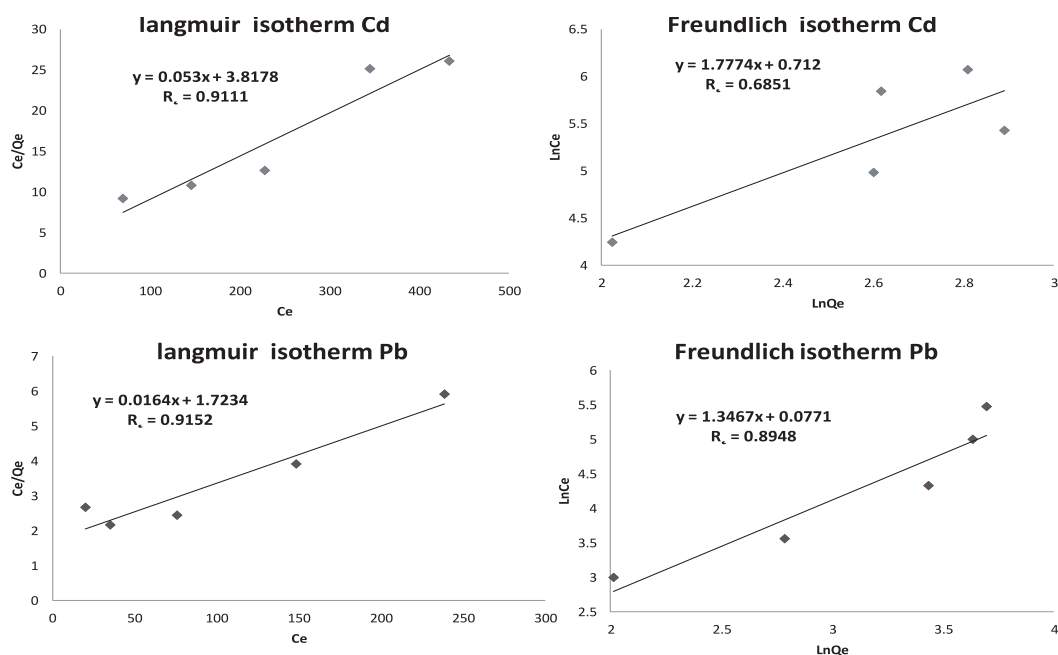 langmuir isotherm Cd
30
25
20
15
10
5
0
Ce/Qe
y = 0.053x + 3.8178
R = 0.9111
0 100 200 300 400 500
Ce
Freundlich isotherm Cd
6.5
6
5.5
5
4.5
4
LnCe
y = 1.7774x + 0.712
R = 0.6851
2 2.2 2.4 2.6 2.8 3
LnQe
langmuir isotherm Pb
7
6
5
4
3
2
1
0
Ce/Qe
y = 0.0164x + 1.7234
R = 0.9152
0 50 100 150 200 250 300
Ce
Freundlich isotherm Pb
6
5.5
5
4.5
4
3.5
3
2.5
LnCe
y = 1.3467x + 0.0771
R = 0.8948
2 2.5 3 3.5 4
LnQe